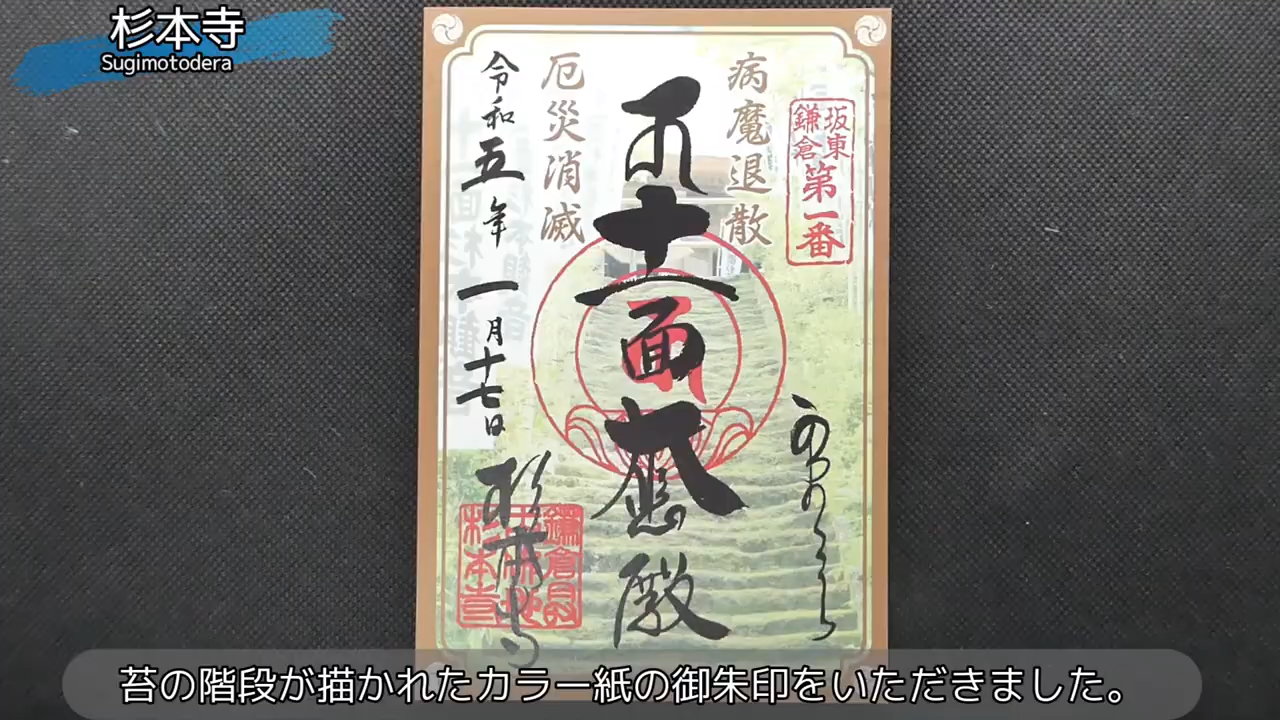 杉本寺
Sugimotodera
坂東
鎌倉
第一番
病魔退散
十一面
厄災消滅
令和五年一月十七日
杉本寺
苔の階段が描かれたカラー紙の御朱印をいただきました。